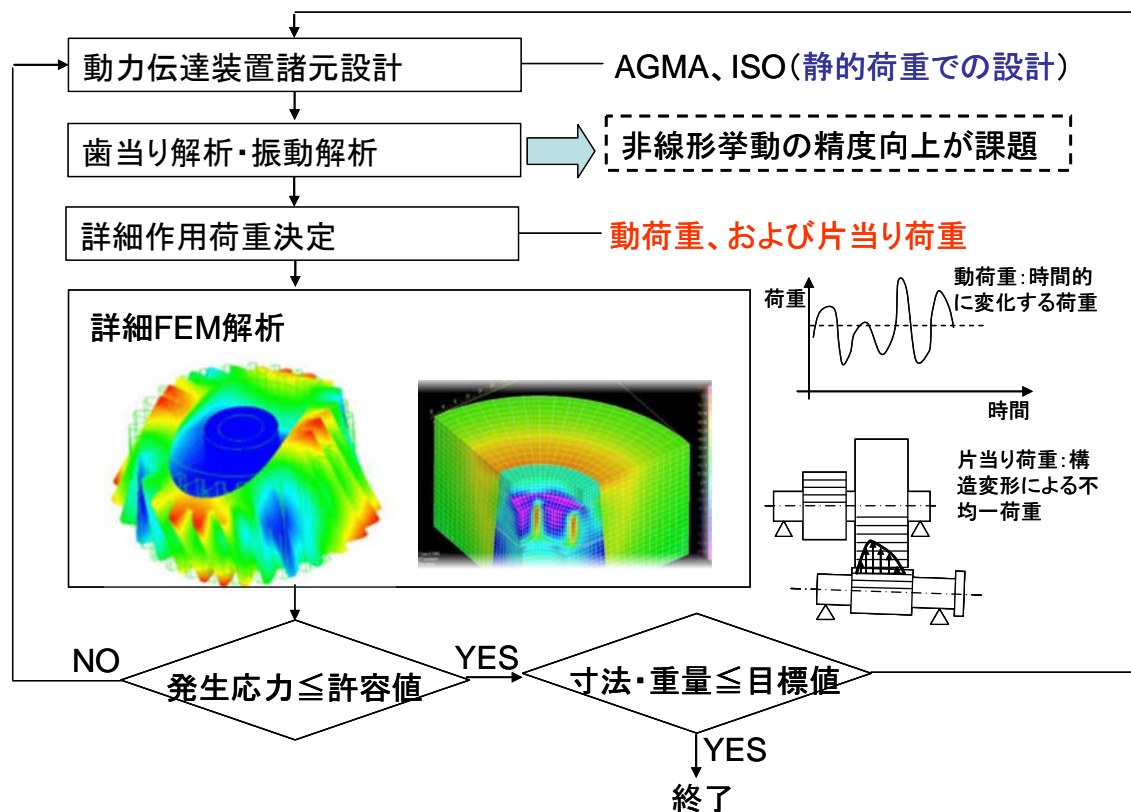 動力伝達装置諸元設計
AGMA、ISO(静的荷重での設計)
歯当り解析・振動解析
非線形挙動の精度向上が課題
詳細作用荷重決定
動荷重、および片当り荷重
詳細FEM解析
荷重
動荷重:時間的
に変化する荷重
時間
片当り荷重:構
造変形による不
均一荷重
NO
発生応力≦許容値
YES
寸法・重量≦目標値
YES
終了